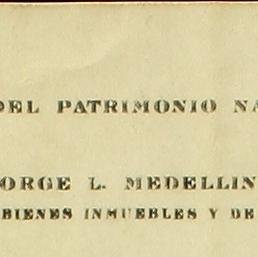 DEL PATRIMONIO NA
ORGE L. MEDELLIN
BIENES INMUEBLES Y DE